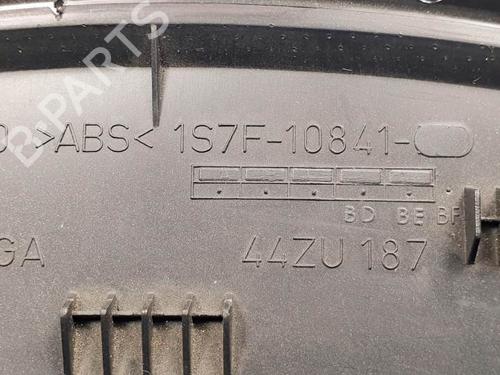 >ABS< 1S7F-10841-
BD BE BF
GA 44ZU 187
B-PARTS